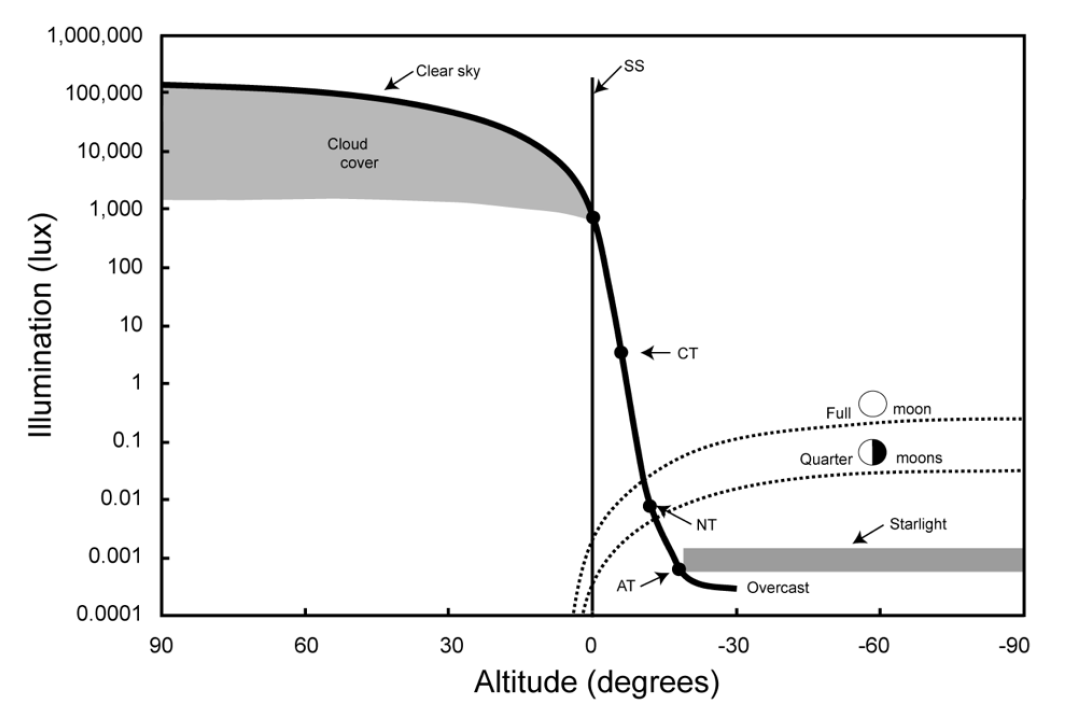 1,000,000
100,000
10,000
1,000
100
10
1
0.1
0.01
0.001
0.0001
Illumination (lux)
Clear sky
SS
Cloud
cover
CT
Full moon
Quarter moons
NT
Starlight
AT
Overcast
90 60 30 0 -30 -60 -90
Altitude (degrees)